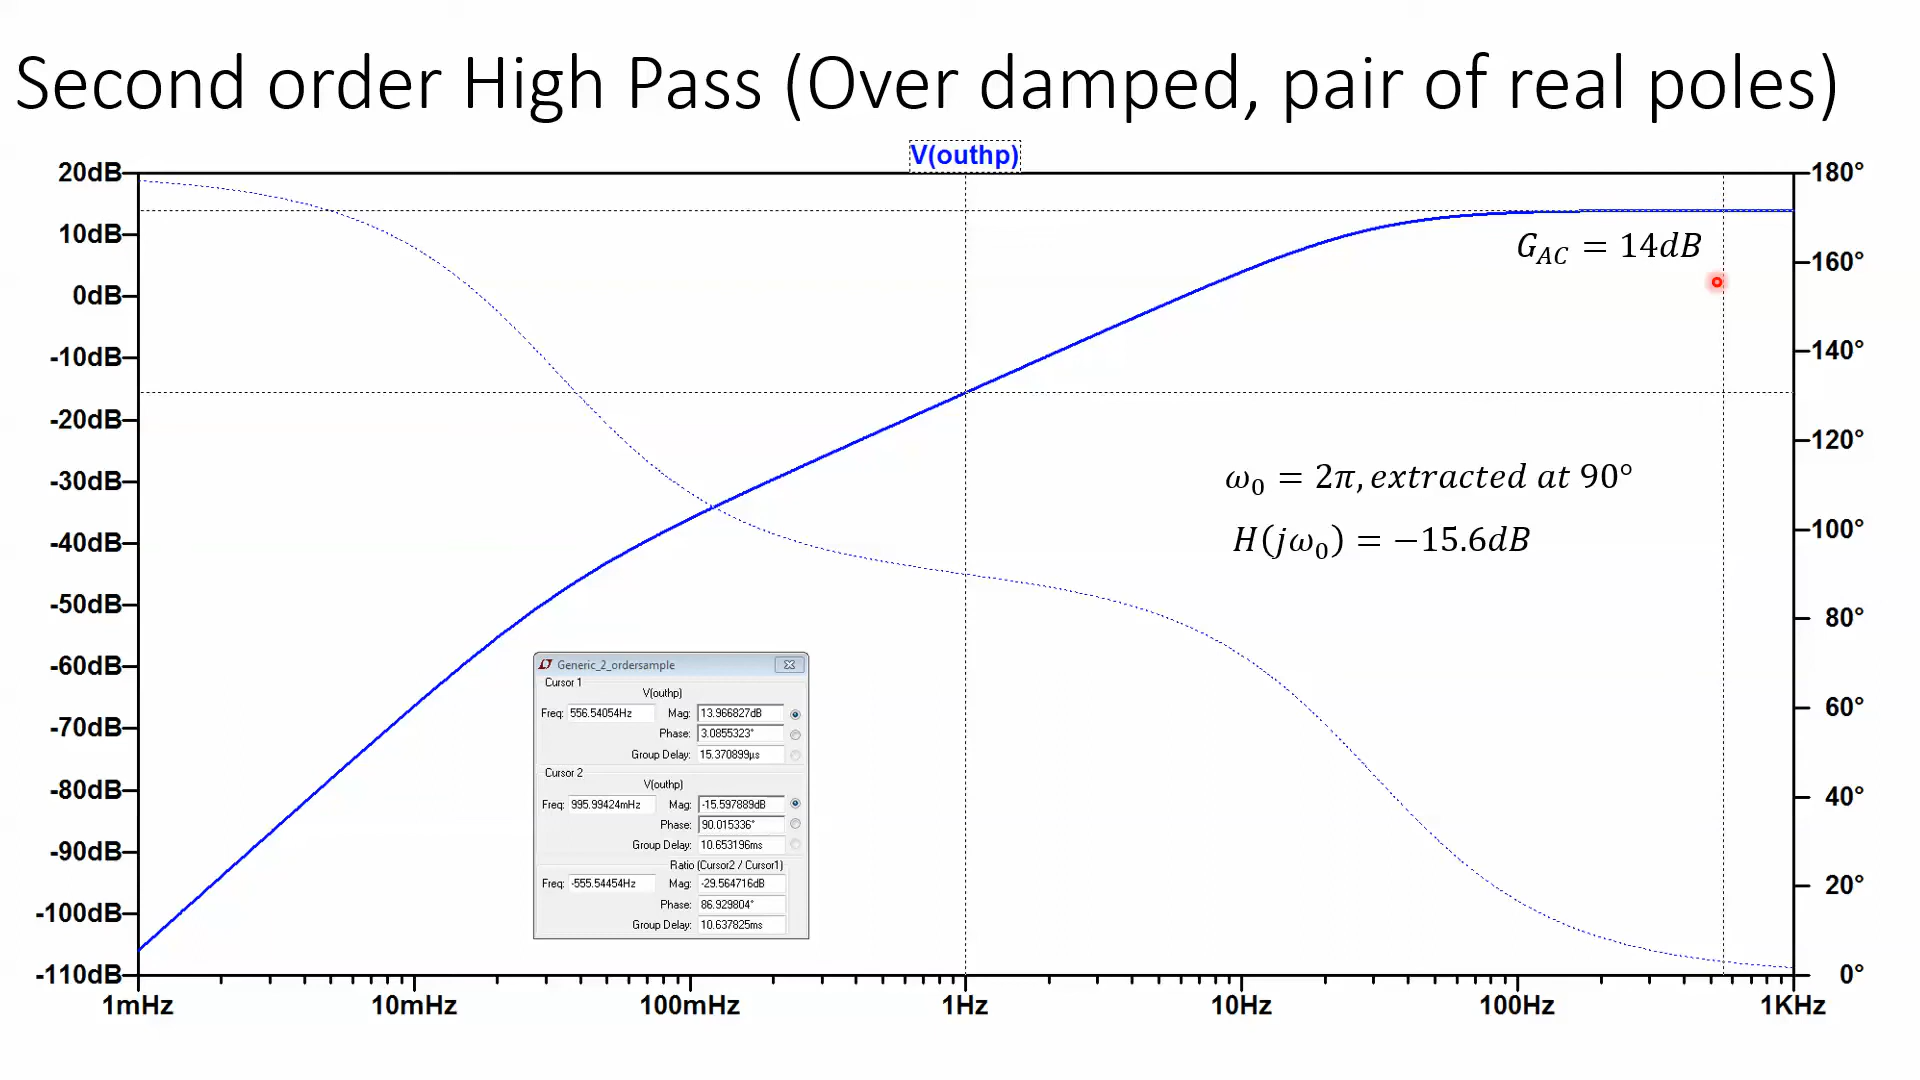 Second order High Pass (Over damped, pair of real poles)
V(outhp)
20dB
10dB
0dB
-10dB
-20dB
-30dB
-40dB
-50dB
-60dB
-70dB
-80dB
-90dB
-100dB
-110dB
180°
160°
140°
120°
100°
80°
60°
40°
20°
0°
G_AC = 14dB
ω₀ = 2π, extracted at 90°
H(jω₀) = −15.6dB
Generic_2_ordersample
Cursor 1
V(outhp)
Freq: 556.54054Hz Mag: 13.966827dB
Phase: 3.0855323°
Group Delay: 15.370899µs
Cursor 2
V(outhp)
Freq: 995.99424mHz Mag: -15.597889dB
Phase: 90.015336°
Group Delay: 10.653196ms
Ratio (Cursor2 / Cursor1)
Freq: -555.54454Hz Mag: -29.564716dB
Phase: 86.929804°
Group Delay: 10.637825ms
1mHz 10mHz 100mHz 1Hz 10Hz 100Hz 1KHz